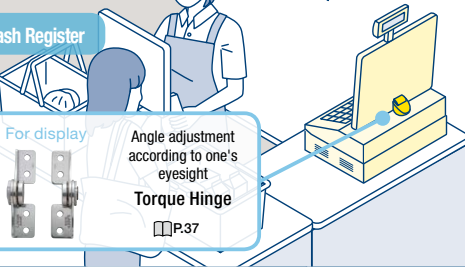 ash Register
For display
Angle adjustment
according to one's
eyesight
Torque Hinge
P.37